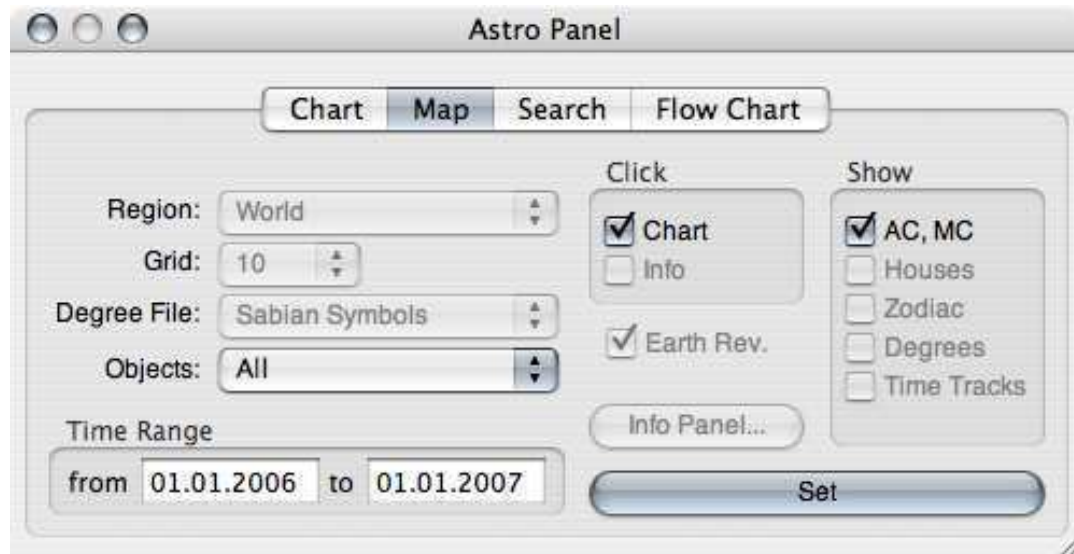 Astro Panel
Chart Map Search Flow Chart
Region: World
Grid: 10
Degree File: Sabian Symbols
Objects: All
Time Range
from 01.01.2006 to 01.01.2007
Click
Chart
Info
Earth Rev.
Info Panel...
Show
AC, MC
Houses
Zodiac
Degrees
Time Tracks
Set